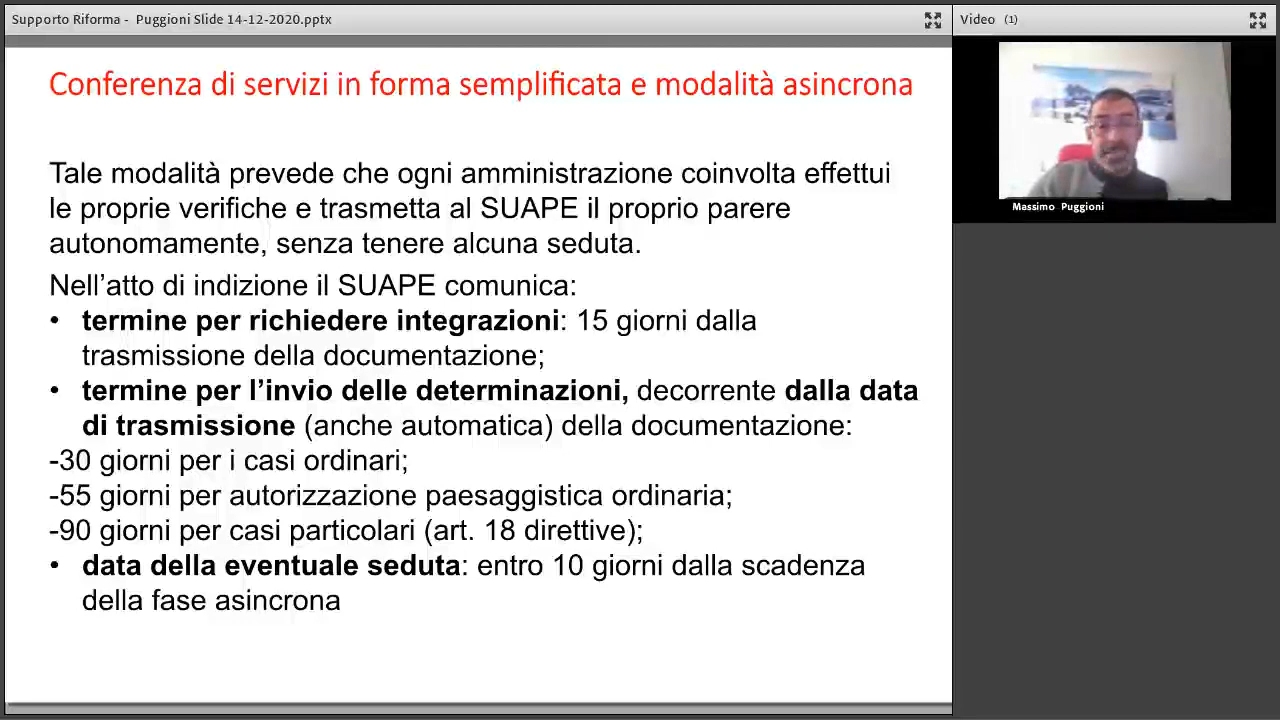 Supporto Riforma - Puggioni Slide 14-12-2020.pptx
Video (1)
Conferenza di servizi in forma semplificata e modalità asincrona
Tale modalità prevede che ogni amministrazione coinvolta effettui
le proprie verifiche e trasmetta al SUAPE il proprio parere
autonomamente, senza tenere alcuna seduta.
Nell’atto di indizione il SUAPE comunica:
• termine per richiedere integrazioni: 15 giorni dalla
trasmissione della documentazione;
• termine per l’invio delle determinazioni, decorrente dalla data
di trasmissione (anche automatica) della documentazione:
-30 giorni per i casi ordinari;
-55 giorni per autorizzazione paesaggistica ordinaria;
-90 giorni per casi particolari (art. 18 direttive);
• data della eventuale seduta: entro 10 giorni dalla scadenza
della fase asincrona
Massimo Puggioni